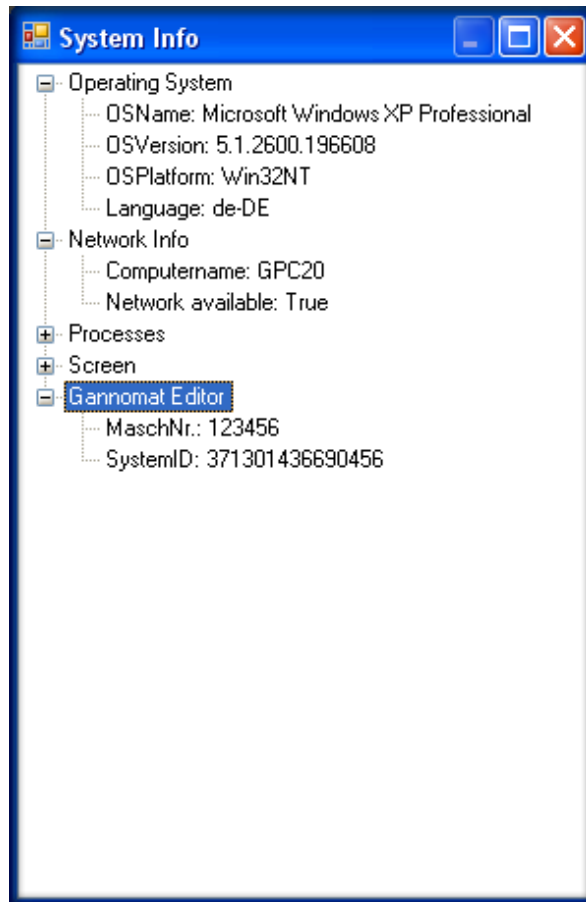 System Info
Operating System
OSName: Microsoft Windows XP Professional
OSVersion: 5.1.2600.196608
OSPlatform: Win32NT
Language: de-DE
Network Info
Computername: GPC20
Network available: True
Processes
Screen
Gannomat Editor
MaschNr.: 123456
SystemID: 371301436690456